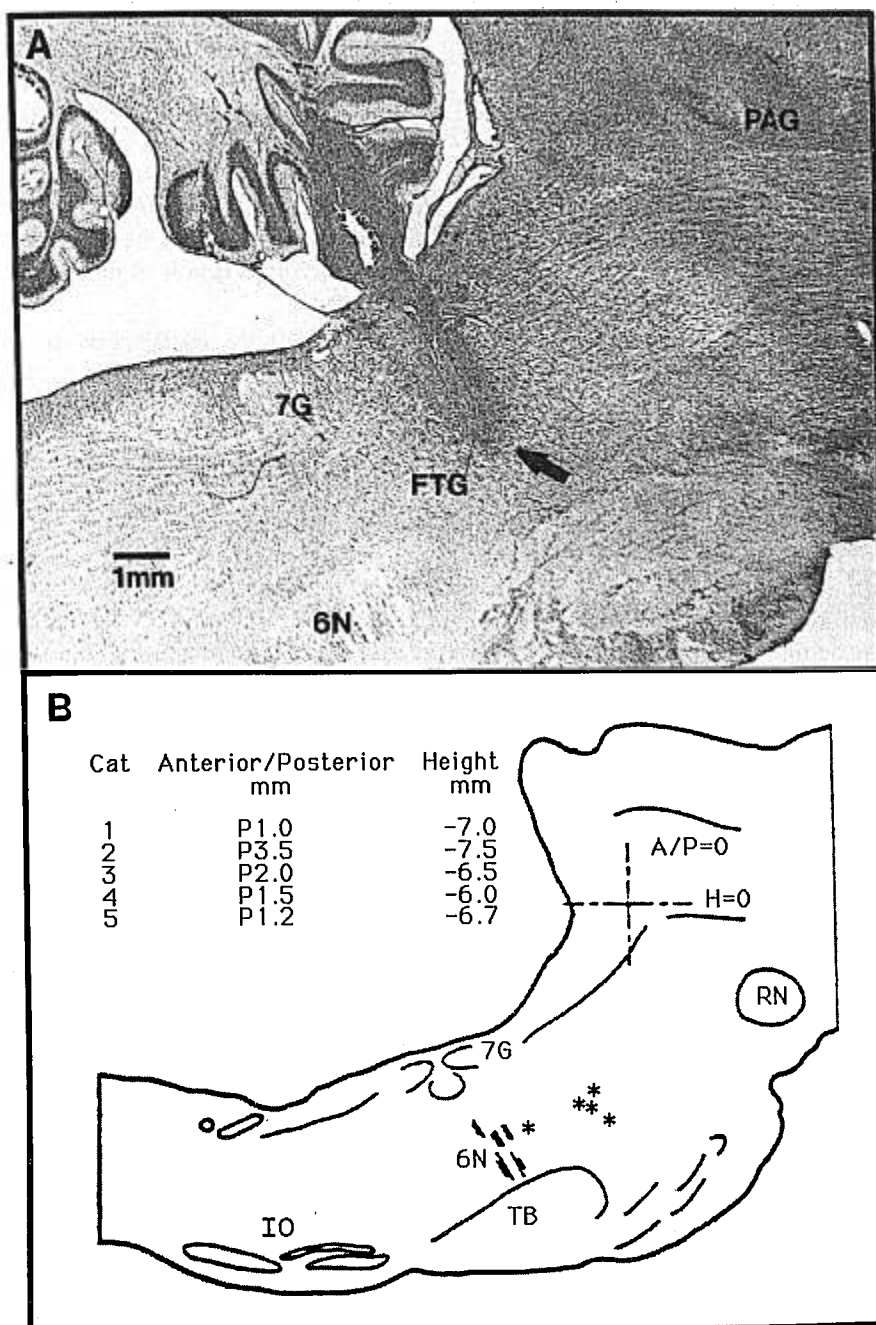 A
PAG
7G
FTG
1mm
6N
B
Cat Anterior/Posterior Height
mm mm
1 P1.0 -7.0
2 P3.5 -7.5
3 P2.0 -6.5
4 P1.5 -6.0
5 P1.2 -6.7
A/P=0
H=0
RN
7G
*
* *
* *
6N
TB
IO